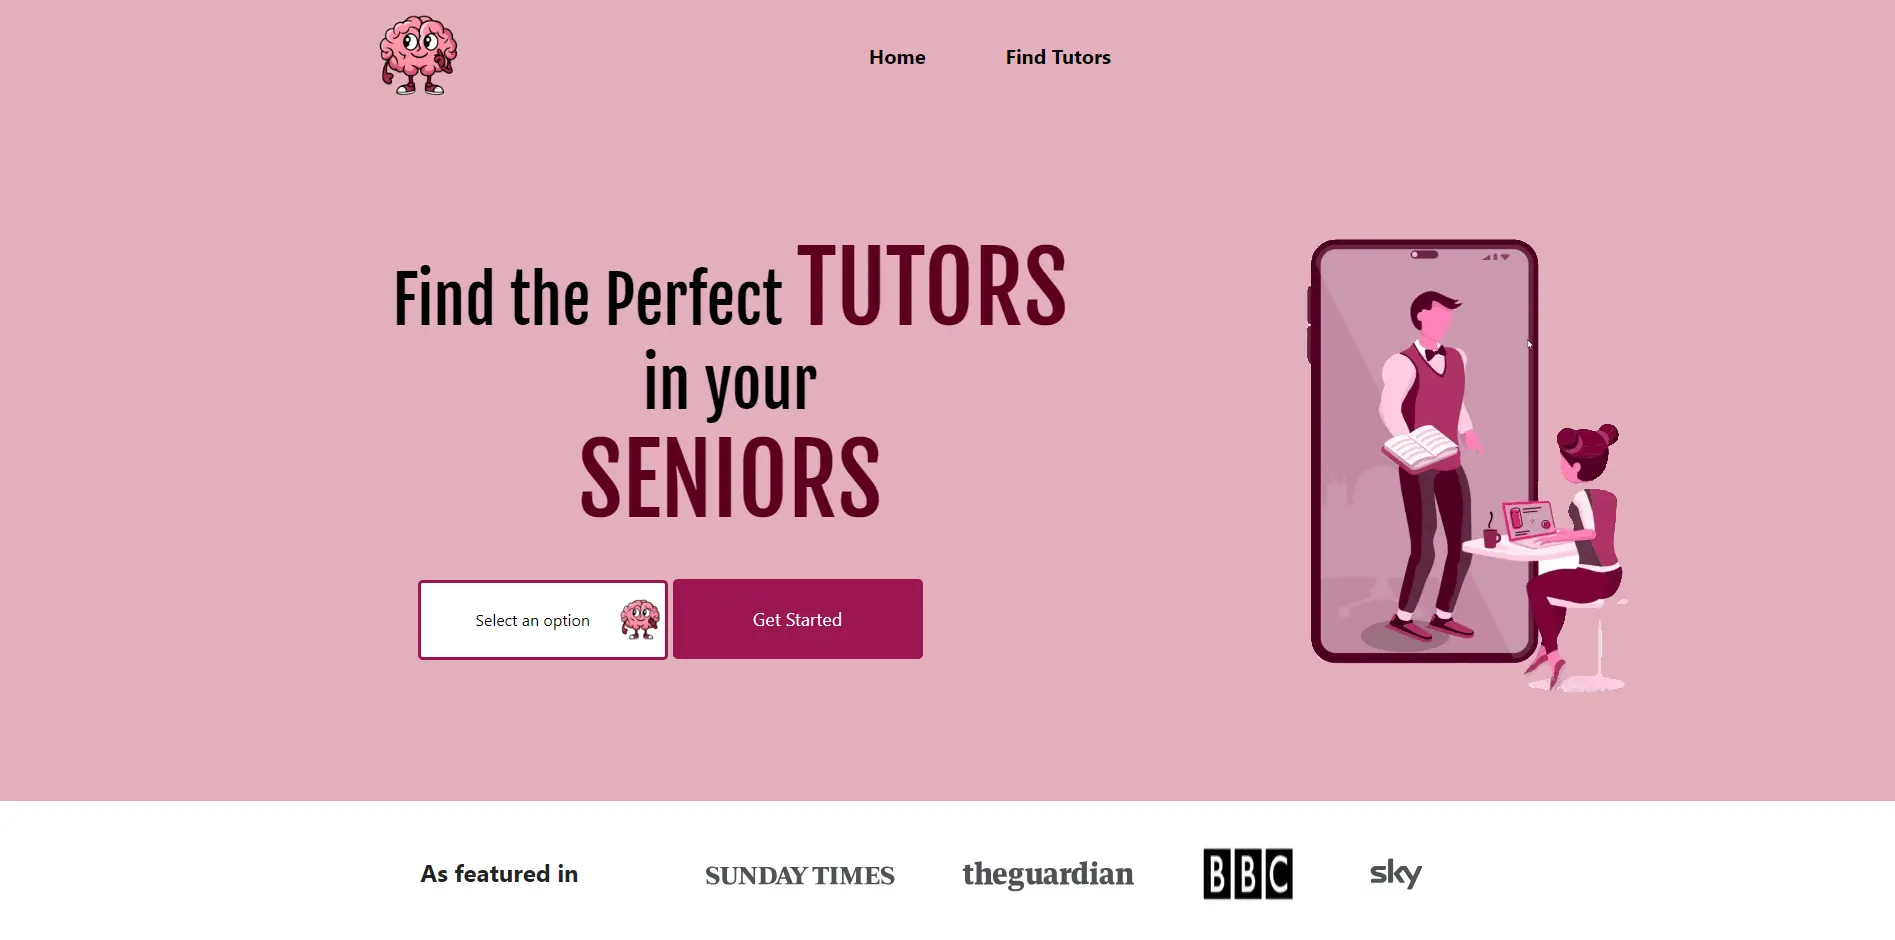 Home Find Tutors
Find the Perfect TUTORS
in your
SENIORS
Select an option
Get Started
As featured in
SUNDAY TIMES
theguardian
BBC
sky